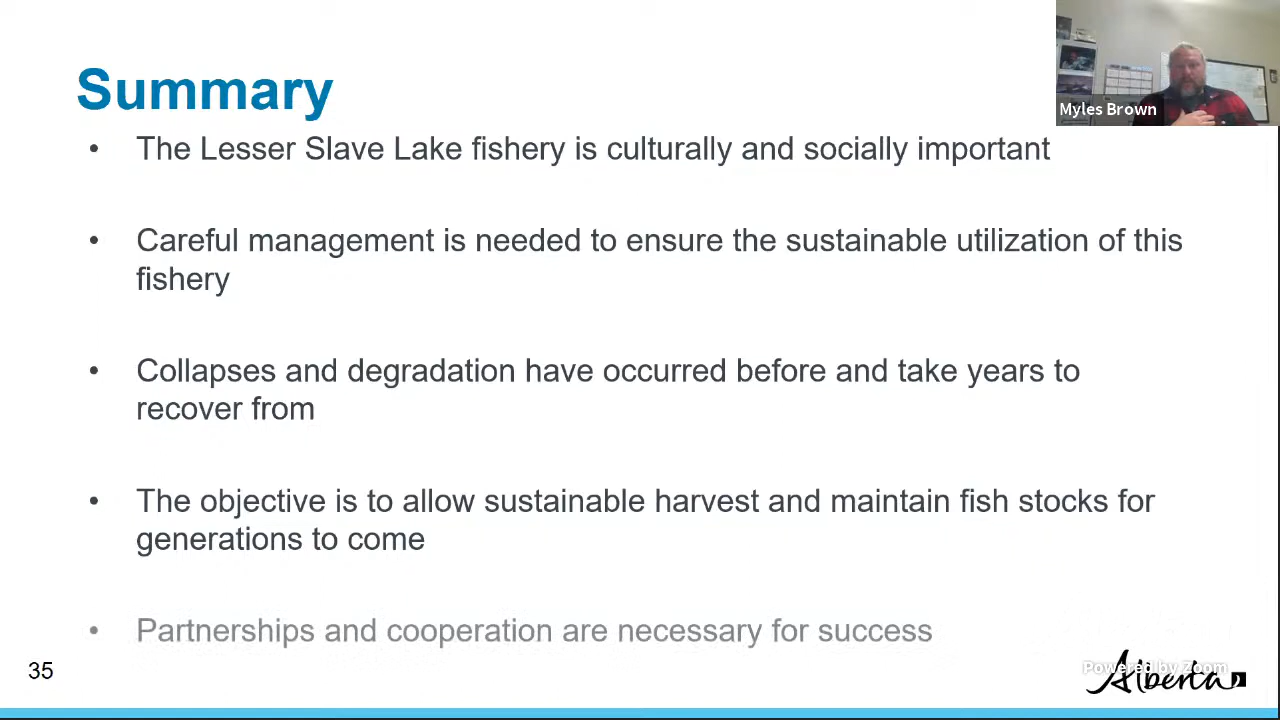 Summary
Myles Brown
• The Lesser Slave Lake fishery is culturally and socially important
• Careful management is needed to ensure the sustainable utilization of this
fishery
• Collapses and degradation have occurred before and take years to
recover from
• The objective is to allow sustainable harvest and maintain fish stocks for
generations to come
• Partnerships and cooperation are necessary for success
35
Powered by Zoom
Alberta